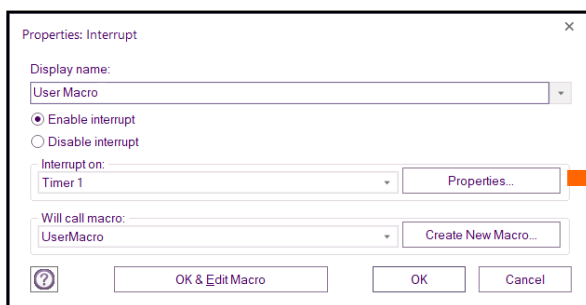 Properties: Interrupt
Display name:
User Macro
Enable interrupt
Disable interrupt
Interrupt on:
Timer 1
Properties...
Will call macro:
UserMacro
Create New Macro...
OK & Edit Macro
OK
Cancel